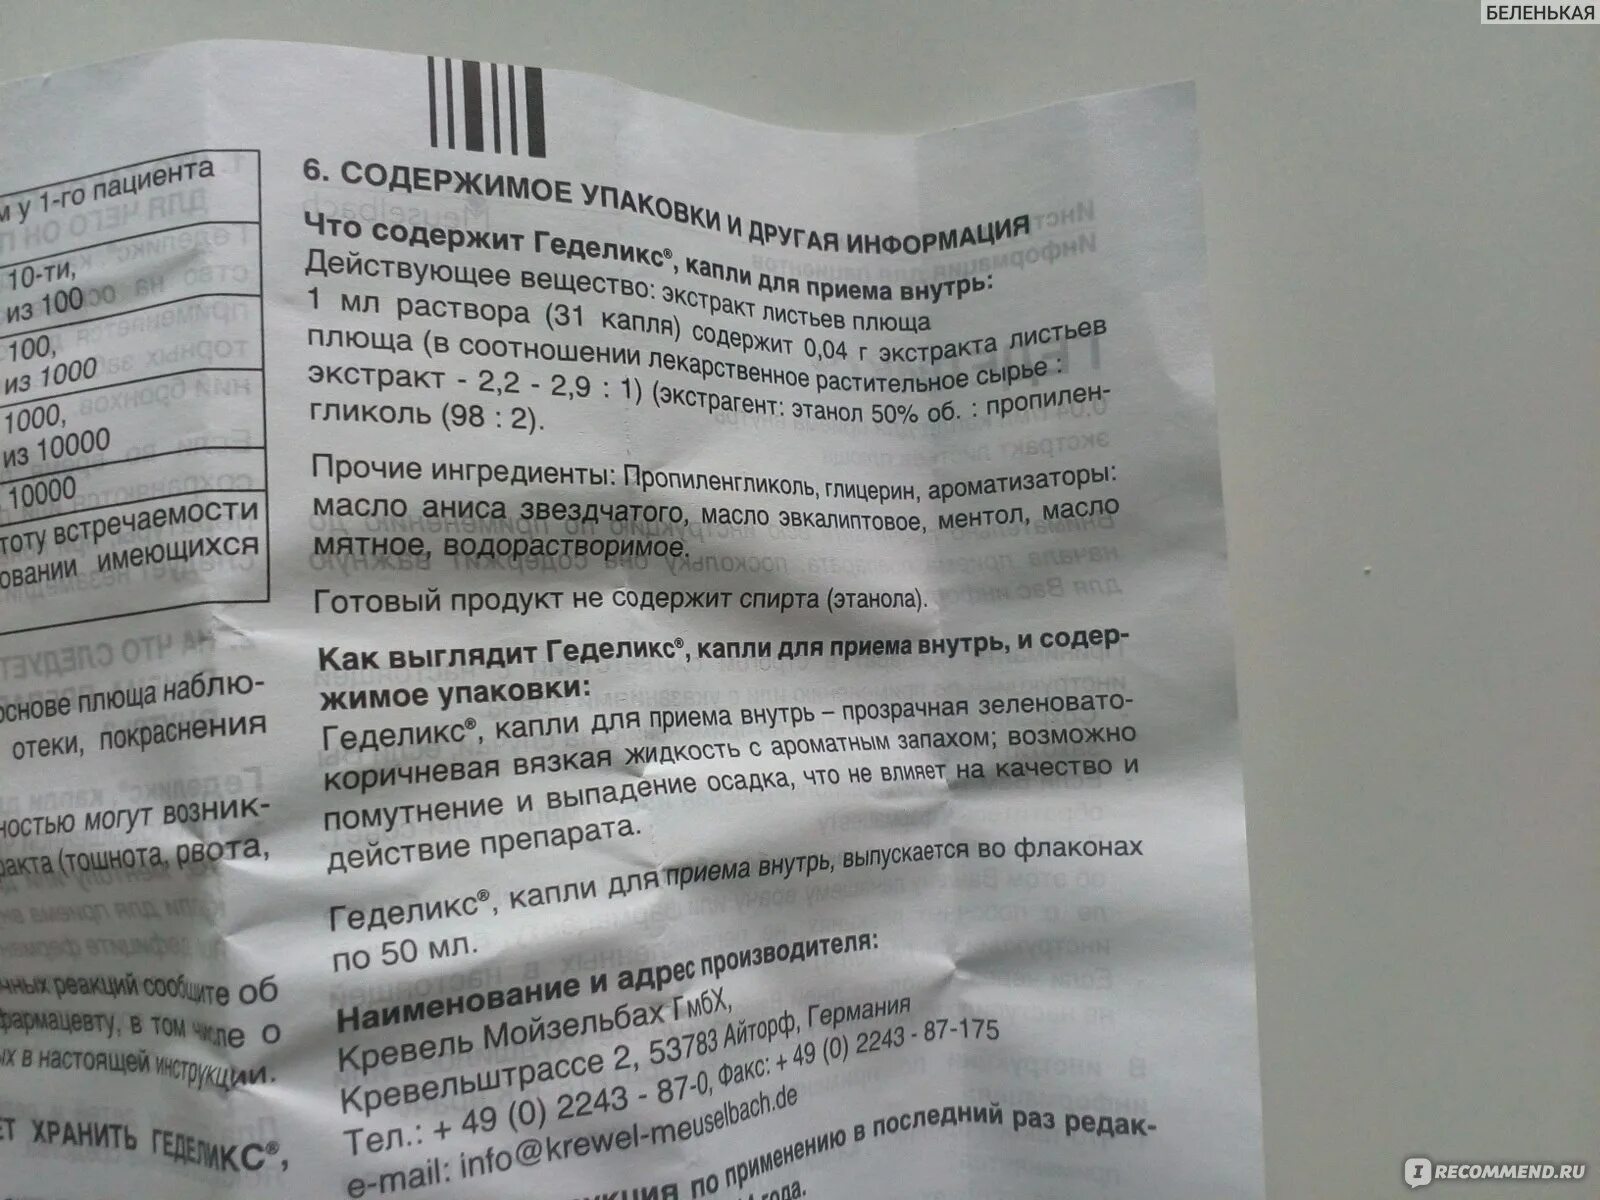 БЕЛЕНЬКАЯ
у 1-го пациента
10-ти,
из 100
100,
из 1000
1000,
из 10000
10000
встречаемости
имеющихся
основе плюща наблю-
отеки, покраснения
могут возник-
(тошнота, рвота,
реакций сообщите об
фармацевту, в том числе о
в настоящей инструкции.
ХРАНИТЬ ГЕДЕЛИКС®,
6. СОДЕРЖИМОЕ УПАКОВКИ И ДРУГАЯ ИНФОРМАЦИЯ
Что содержит Геделикс®, капли для приема внутрь:
Действующее вещество: экстракт листьев плюща
1 мл раствора (31 капля) содержит 0,04 г экстракта листьев
плюща (в соотношении лекарственное растительное сырье :
экстракт - 2,2 - 2,9 : 1) (экстрагент: этанол 50% об. : пропилен-
гликоль (98 : 2).
Прочие ингредиенты: Пропиленгликоль, глицерин, ароматизаторы:
масло аниса звездчатого, масло эвкалиптовое, ментол, масло
мятное, водорастворимое.
Готовый продукт не содержит спирта (этанола).
Как выглядит Геделикс®, капли для приема внутрь, и содер-
жимое упаковки:
Геделикс®, капли для приема внутрь – прозрачная зеленовато-
коричневая вязкая жидкость с ароматным запахом; возможно
помутнение и выпадение осадка, что не влияет на качество и
действие препарата.
Геделикс®, капли для приема внутрь, выпускается во флаконах
по 50 мл.
Наименование и адрес производителя:
Кревель Мойзельбах ГмбХ,
Кревельштрассе 2, 53783 Айторф, Германия
Тел.: + 49 (0) 2243 - 87-0, Факс: + 49 (0) 2243 - 87-175
e-mail: info@krewel-meuselbach.de
по применению в последний раз редак-
года.
IRECOMMEND.RU